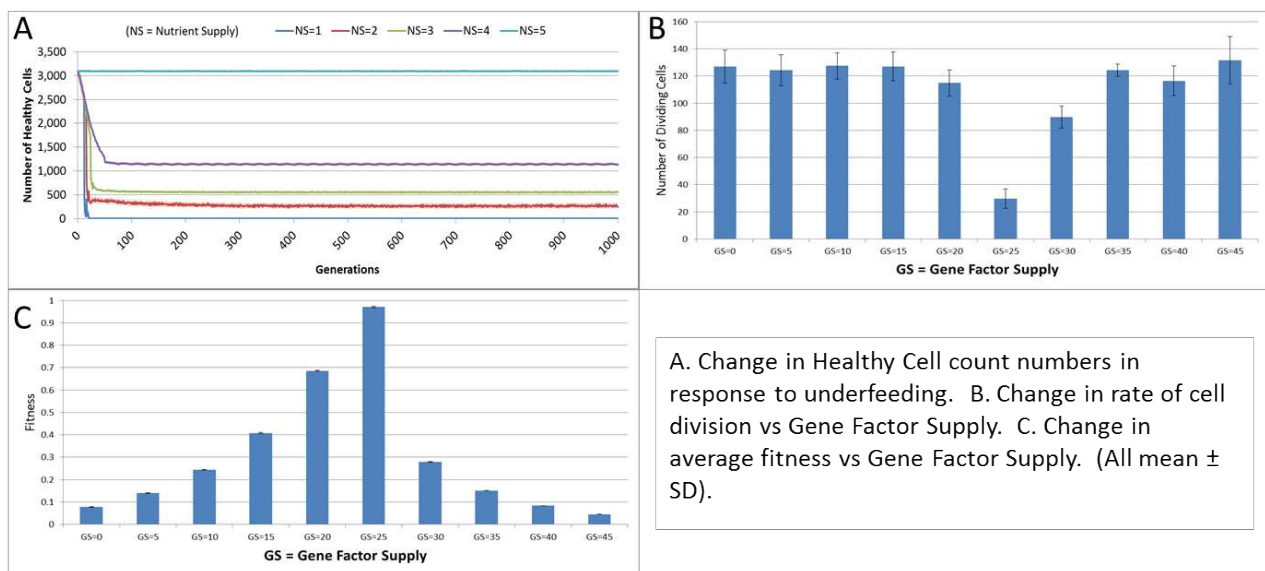 A
(NS = Nutrient Supply) NS=1 NS=2 NS=3 NS=4 NS=5
Number of Healthy Cells
3,500
3,000
2,500
2,000
1,500
1,000
500
0
0 100 200 300 400 500 600 700 800 900 1000
Generations
B
Number of Dividing Cells
160
140
120
100
80
60
40
20
0
GS=0 GS=5 GS=10 GS=15 GS=20 GS=25 GS=30 GS=35 GS=40 GS=45
GS = Gene Factor Supply
C
Fitness
1
0.9
0.8
0.7
0.6
0.5
0.4
0.3
0.2
0.1
0
GS=0 GS=5 GS=10 GS=15 GS=20 GS=25 GS=30 GS=35 GS=40 GS=45
GS = Gene Factor Supply
A. Change in Healthy Cell count numbers in
response to underfeeding. B. Change in rate of cell
division vs Gene Factor Supply. C. Change in
average fitness vs Gene Factor Supply. (All mean ±
SD).